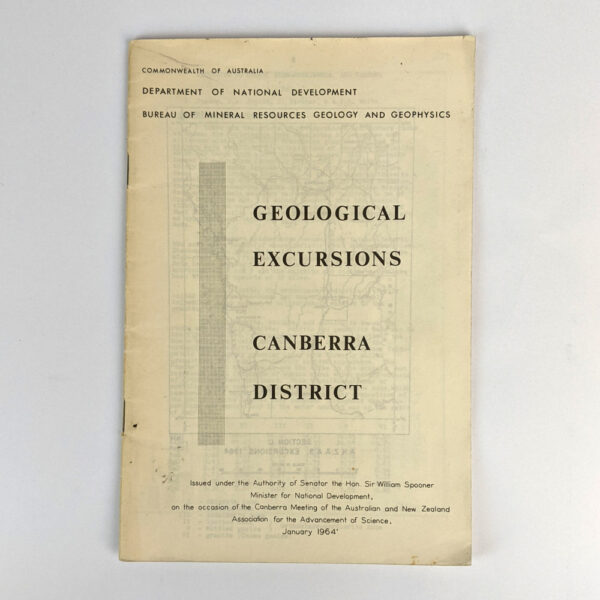 COMMONWEALTH OF AUSTRALIA
DEPARTMENT OF NATIONAL DEVELOPMENT
BUREAU OF MINERAL RESOURCES GEOLOGY AND GEOPHYSICS
GEOLOGICAL
EXCURSIONS
CANBERRA
DISTRICT
Issued under the Authority of Senator the Hon. Sir William Spooner
Minister for National Development,
on the occasion of the Canberra Meeting of the Australian and New Zealand
Association for the Advancement of Science,
January 1964